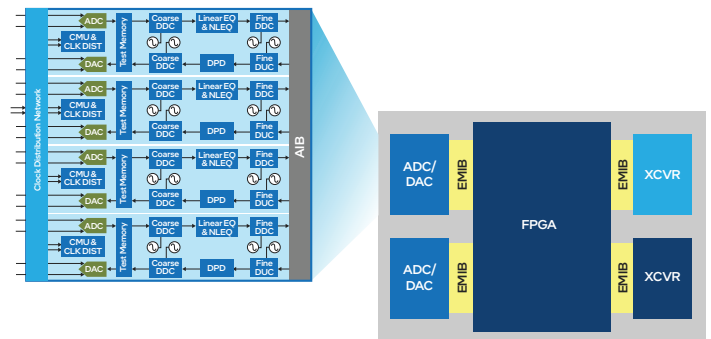 Clock Distribution Network
ADC
CMU &
CLK DIST
DAC
Test Memory
Coarse
DDC
Linear EQ
& NLEQ
Fine
DDC
Coarse
DDC
DPD
Fine
DUC
ADC
CMU &
CLK DIST
DAC
Test Memory
Coarse
DDC
Linear EQ
& NLEQ
Fine
DDC
Coarse
DDC
DPD
Fine
DUC
ADC
CMU &
CLK DIST
DAC
Test Memory
Coarse
DDC
Linear EQ
& NLEQ
Fine
DDC
Coarse
DDC
DPD
Fine
DUC
ADC
CMU &
CLK DIST
DAC
Test Memory
Coarse
DDC
Linear EQ
& NLEQ
Fine
DDC
Coarse
DDC
DPD
Fine
DUC
AIB
ADC/
DAC
EMIB
FPGA
EMIB
XCVR
ADC/
DAC
EMIB
EMIB
XCVR